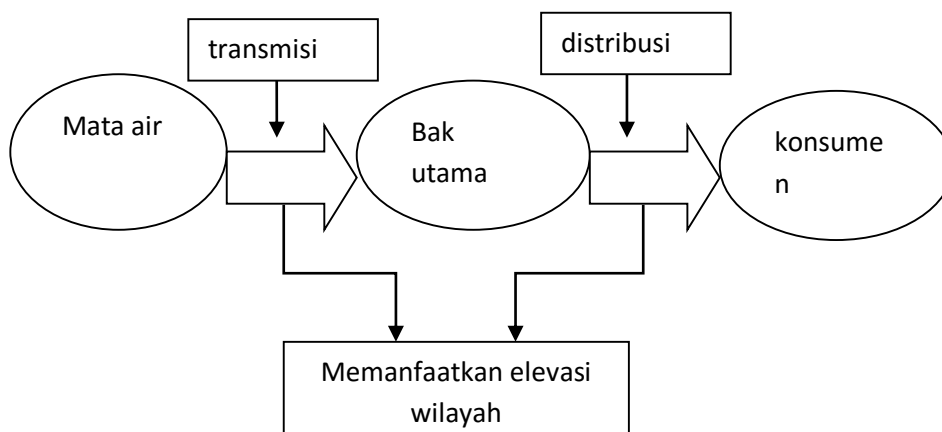 transmisi
distribusi
Mata air
Bak
utama
konsume
n
Memanfaatkan elevasi
wilayah